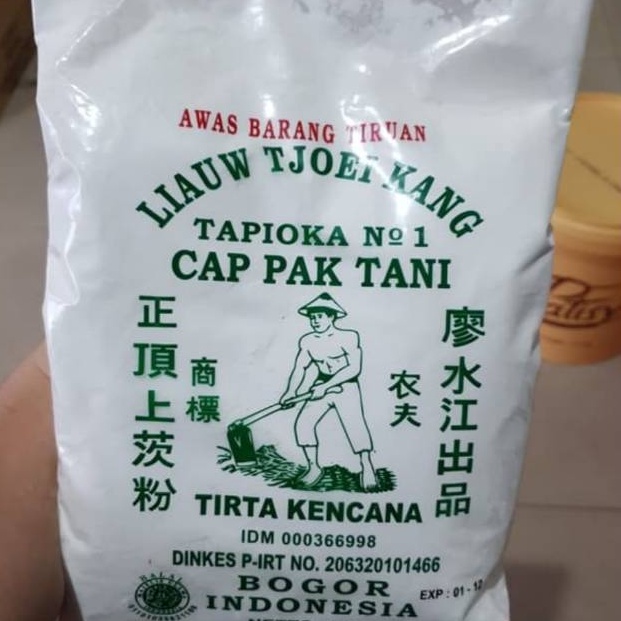 AWAS BARANG TIRUAN
LIAUW TJOEI KANG
TAPIOKA No 1
CAP PAK TANI
正頂上茨粉
商標
农夫
廖水江出品
TIRTA KENCANA
IDM 000366998
DINKES P-IRT NO. 206320101466
HALAL
BOGOR
INDONESIA
EXP : 01 - 12